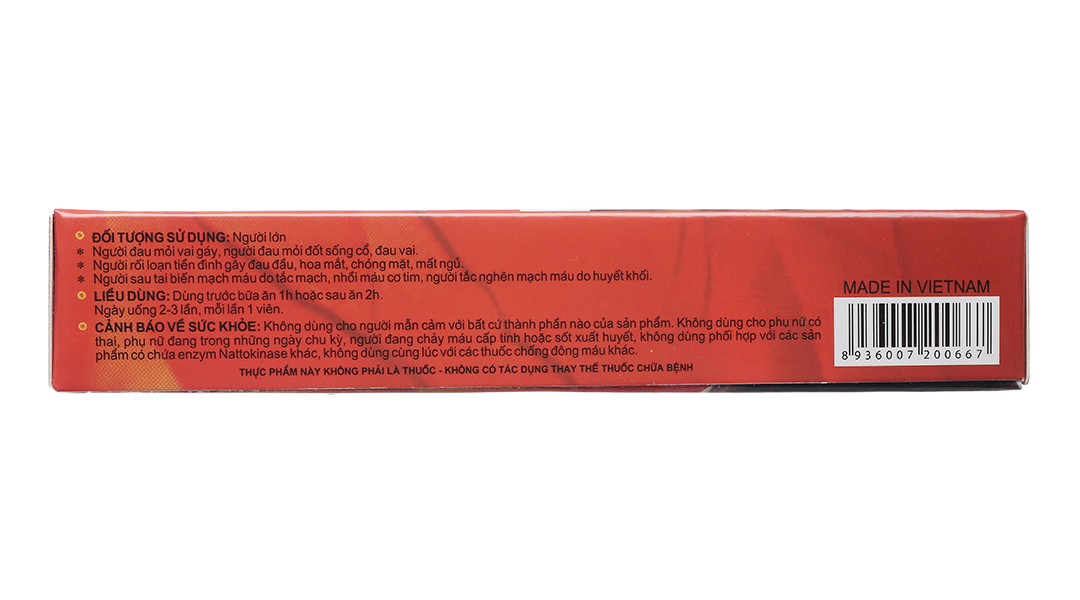 ĐỐI TƯỢNG SỬ DỤNG: Người lớn
* Người đau mỏi vai gáy, người đau mỏi đốt sống cổ, đau vai.
* Người rối loạn tiền đình gây đau đầu, hoa mắt, chóng mặt, mất ngủ.
* Người sau tai biến mạch máu do tắc mạch, nhồi máu cơ tim, người tắc nghẽn mạch máu do huyết khối.
LIỀU DÙNG: Dùng trước bữa ăn 1h hoặc sau ăn 2h.
Ngày uống 2-3 lần, mỗi lần 1 viên.
CẢNH BÁO VỀ SỨC KHỎE: Không dùng cho người mẫn cảm với bất cứ thành phần nào của sản phẩm. Không dùng cho phụ nữ có
thai, phụ nữ đang trong những ngày chu kỳ, người đang chảy máu cấp tính hoặc sốt xuất huyết, không dùng phối hợp với các sản
phẩm có chứa enzym Nattokinase khác, không dùng cùng lúc với các thuốc chống đông máu khác.
THỰC PHẨM NÀY KHÔNG PHẢI LÀ THUỐC - KHÔNG CÓ TÁC DỤNG THAY THẾ THUỐC CHỮA BỆNH
MADE IN VIETNAM
8 936007 200667